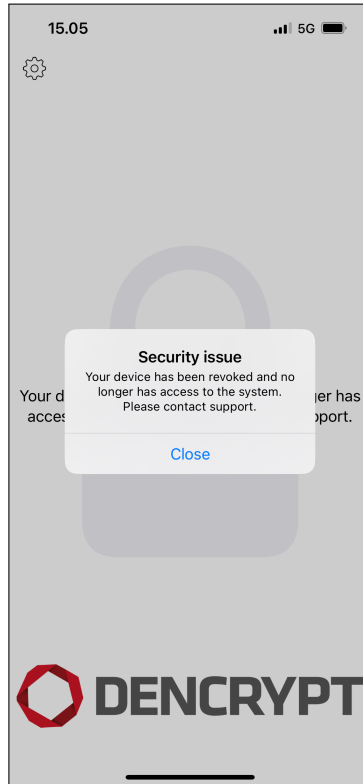 15.05 5G
Security issue
Your device has been revoked and no
longer has access to the system.
Please contact support.
Your d ger has
acces port.
Close
DENCRYPT